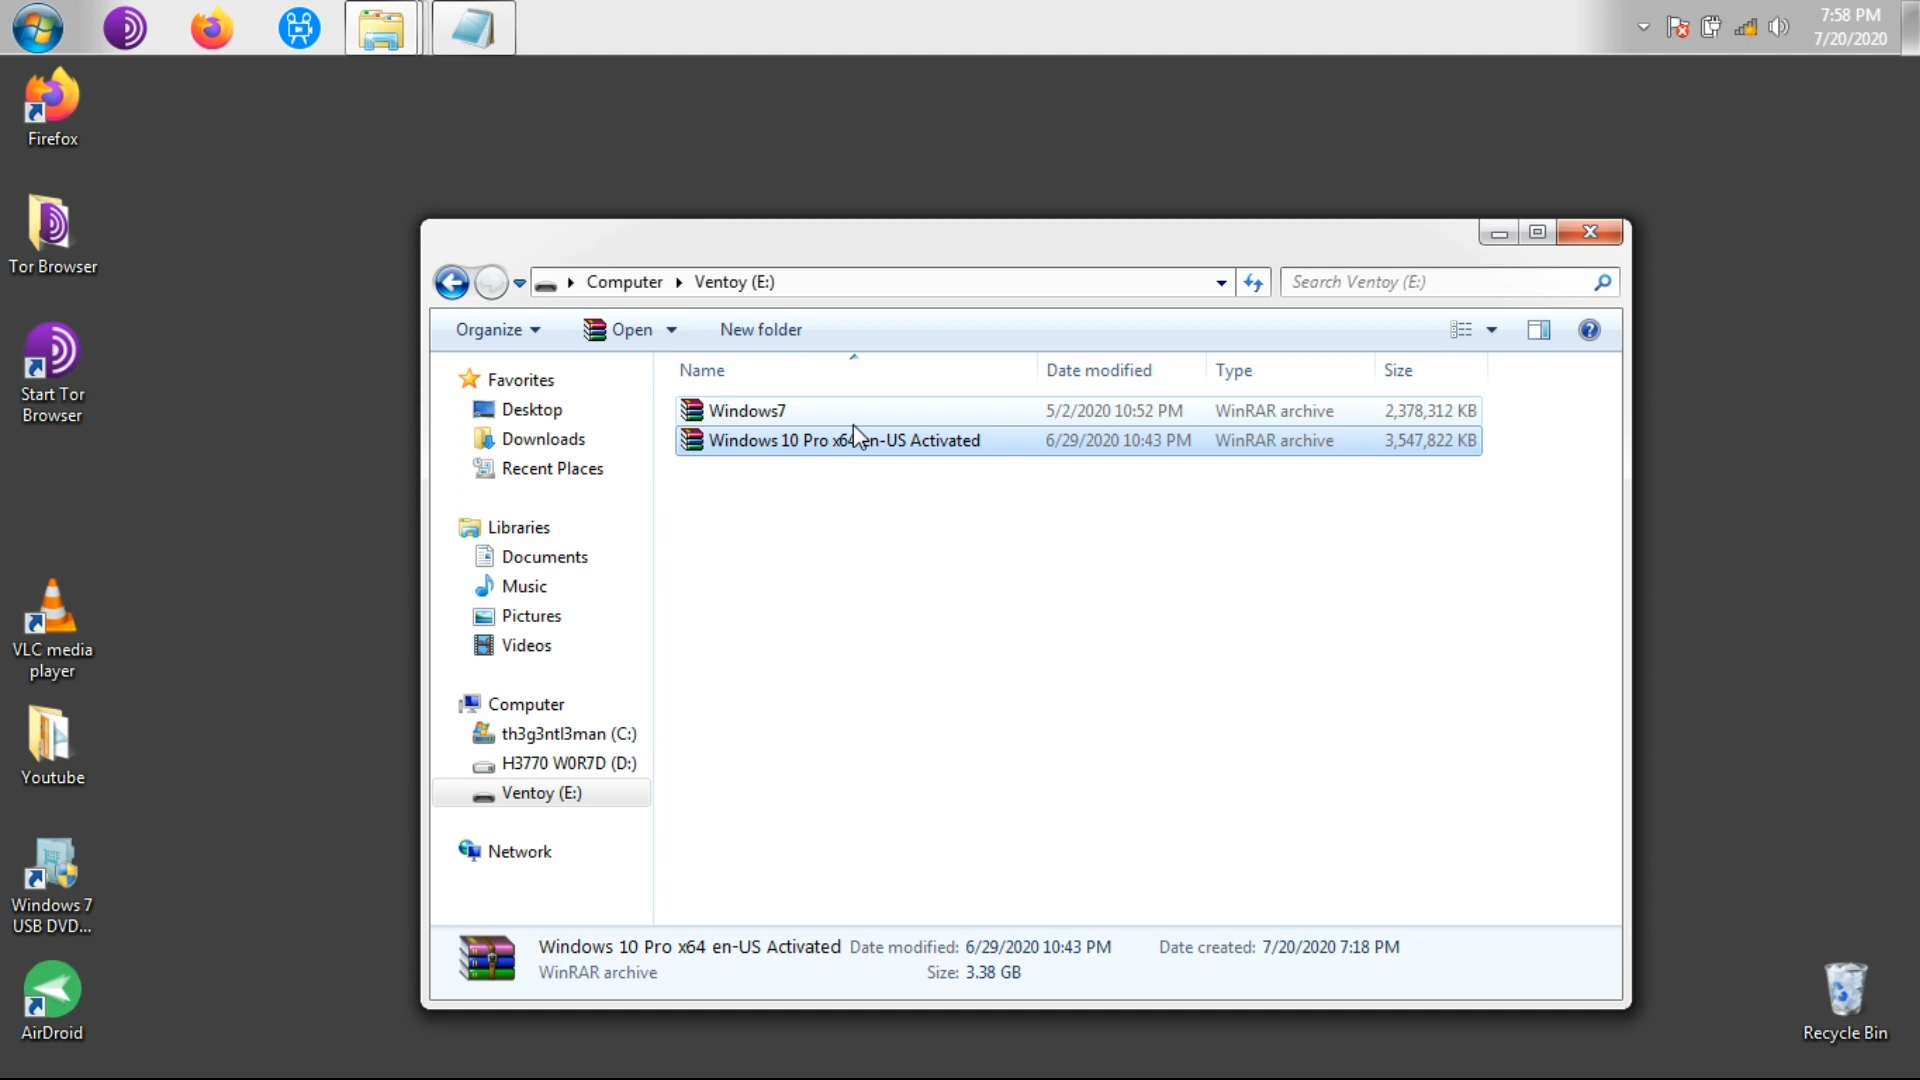 7:58 PM
7/20/2020
Firefox
Tor Browser
Start Tor
Browser
VLC media
player
Youtube
Windows 7
USB DVD...
AirDroid
Recycle Bin
Computer Ventoy (E:)
Search Ventoy (E:)
Organize Open New folder
Favorites
Desktop
Downloads
Recent Places
Libraries
Documents
Music
Pictures
Videos
Computer
th3g3ntl3man (C:)
H3770 W0R7D (D:)
Ventoy (E:)
Network
Name Date modified Type Size
Windows7 5/2/2020 10:52 PM WinRAR archive 2,378,312 KB
Windows 10 Pro x64 en-US Activated 6/29/2020 10:43 PM WinRAR archive 3,547,822 KB
Windows 10 Pro x64 en-US Activated Date modified: 6/29/2020 10:43 PM Date created: 7/20/2020 7:18 PM
WinRAR archive Size: 3.38 GB